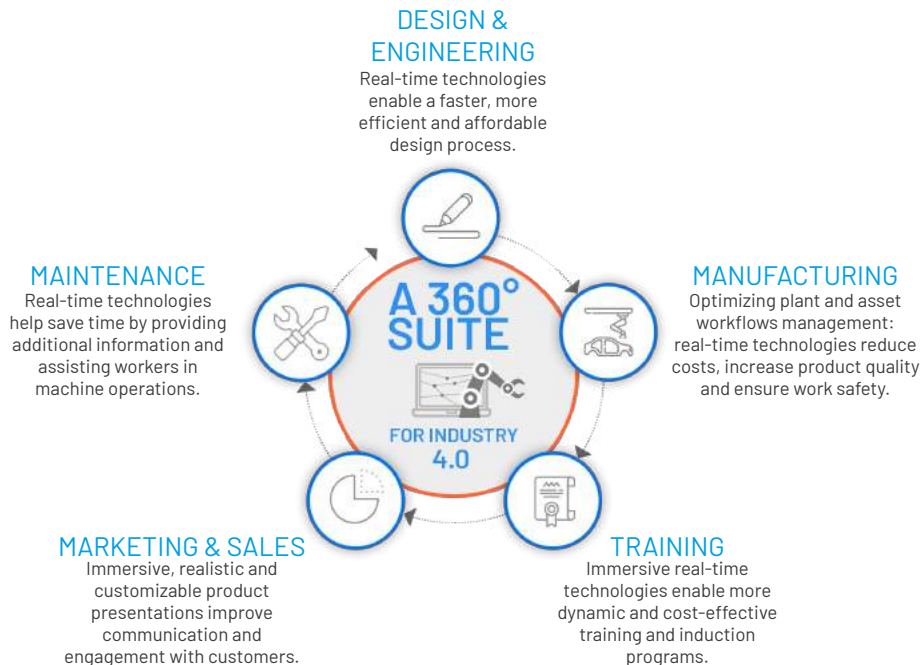 DESIGN &
ENGINEERING
Real-time technologies
enable a faster, more
efficient and affordable
design process.
MAINTENANCE
Real-time technologies
help save time by providing
additional information and
assisting workers in
machine operations.
A 360°
SUITE
FOR INDUSTRY
4.0
MANUFACTURING
Optimizing plant and asset
workflows management:
real-time technologies reduce
costs, increase product quality
and ensure work safety.
MARKETING & SALES
Immersive, realistic and
customizable product
presentations improve
communication and
engagement with customers.
TRAINING
Immersive real-time
technologies enable more
dynamic and cost-effective
training and induction
programs.